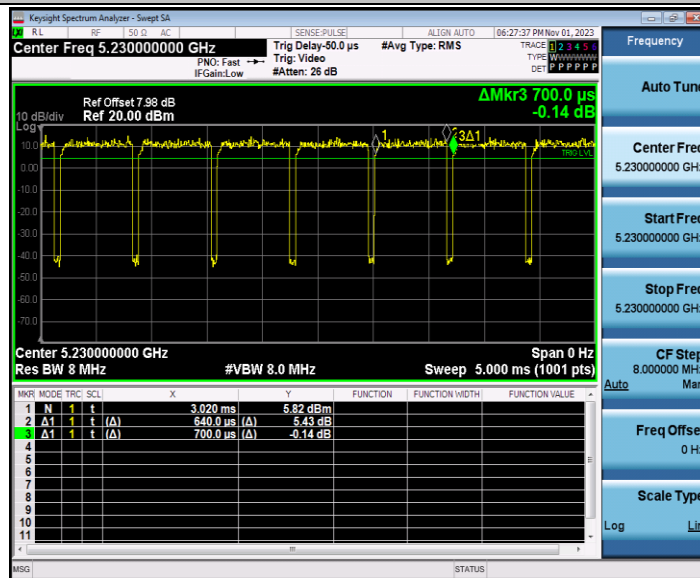 Keysight Spectrum Analyzer - Swept SA
RL RF 50 Ω AC SENSE:PULSE ALIGN AUTO 06:27:37 PM Nov 01, 2023
Center Freq 5.230000000 GHz Trig Delay-50.0 µs #Avg Type: RMS TRACE 1 2 3 4 5 6
PNO: Fast Trig: Video TYPE WWWWWW
IFGain:Low #Atten: 26 dB DET P P P P P P
ΔMkr3 700.0 µs
-0.14 dB
Ref Offset 7.98 dB
10 dB/div Ref 20.00 dBm
Log
10.0
0.00
-10.0
-20.0
-30.0
-40.0
-50.0
-60.0
-70.0
1
3Δ1
TRIG LVL
Center 5.230000000 GHz Span 0 Hz
Res BW 8 MHz #VBW 8.0 MHz Sweep 5.000 ms (1001 pts)
MKR MODE TRC SCL X Y FUNCTION FUNCTION WIDTH FUNCTION VALUE
1 N 1 t 3.020 ms 5.82 dBm
2 Δ1 1 t (Δ) 640.0 µs (Δ) 5.43 dB
3 Δ1 1 t (Δ) 700.0 µs (Δ) -0.14 dB
4
5
6
7
8
9
10
11
MSG STATUS
Frequency
Auto Tune
Center Freq
5.230000000 GHz
Start Freq
5.230000000 GHz
Stop Freq
5.230000000 GHz
CF Step
8.000000 MHz
Auto Man
Freq Offset
0 Hz
Scale Type
Log Lin